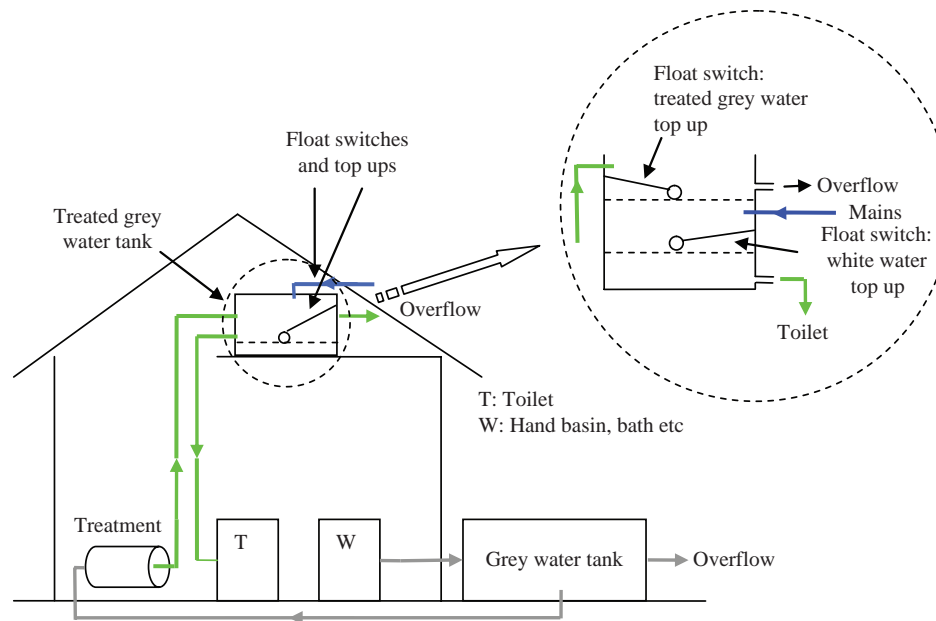 Float switch:
treated grey water
top up
Float switches
and top ups
Overflow
Treated grey
water tank
Mains
Float switch:
white water
top up
Overflow
Toilet
T: Toilet
W: Hand basin, bath etc
Treatment
T
W
Grey water tank
Overflow